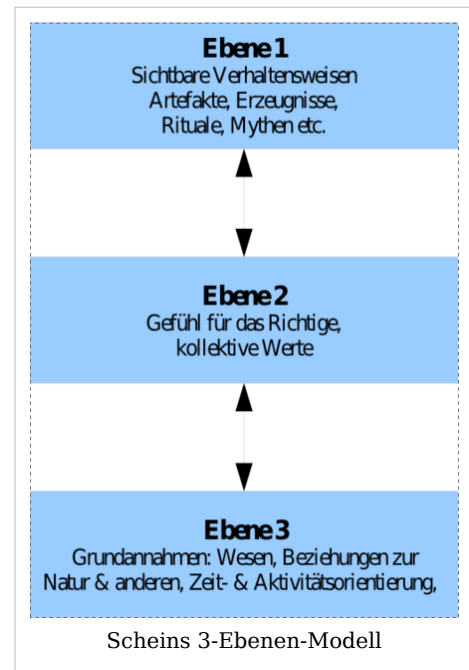 Ebene 1
Sichtbare Verhaltensweisen
Artefakte, Erzeugnisse,
Rituale, Mythen etc.
Ebene 2
Gefühl für das Richtige,
kollektive Werte
Ebene 3
Grundannahmen: Wesen, Beziehungen zur
Natur & anderen, Zeit- & Aktivitätsorientierung,
Scheins 3-Ebenen-Modell